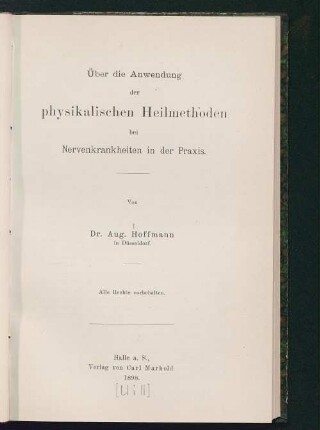 Über die Anwendung
der
physikalischen Heilmethoden
bei
Nervenkrankheiten in der Praxis.
Von
Dr. Aug. Hoffmann
in Düsseldorf.
Alle Rechte vorbehalten.
Halle a. S.,
Verlag von Carl Marhold
1898.